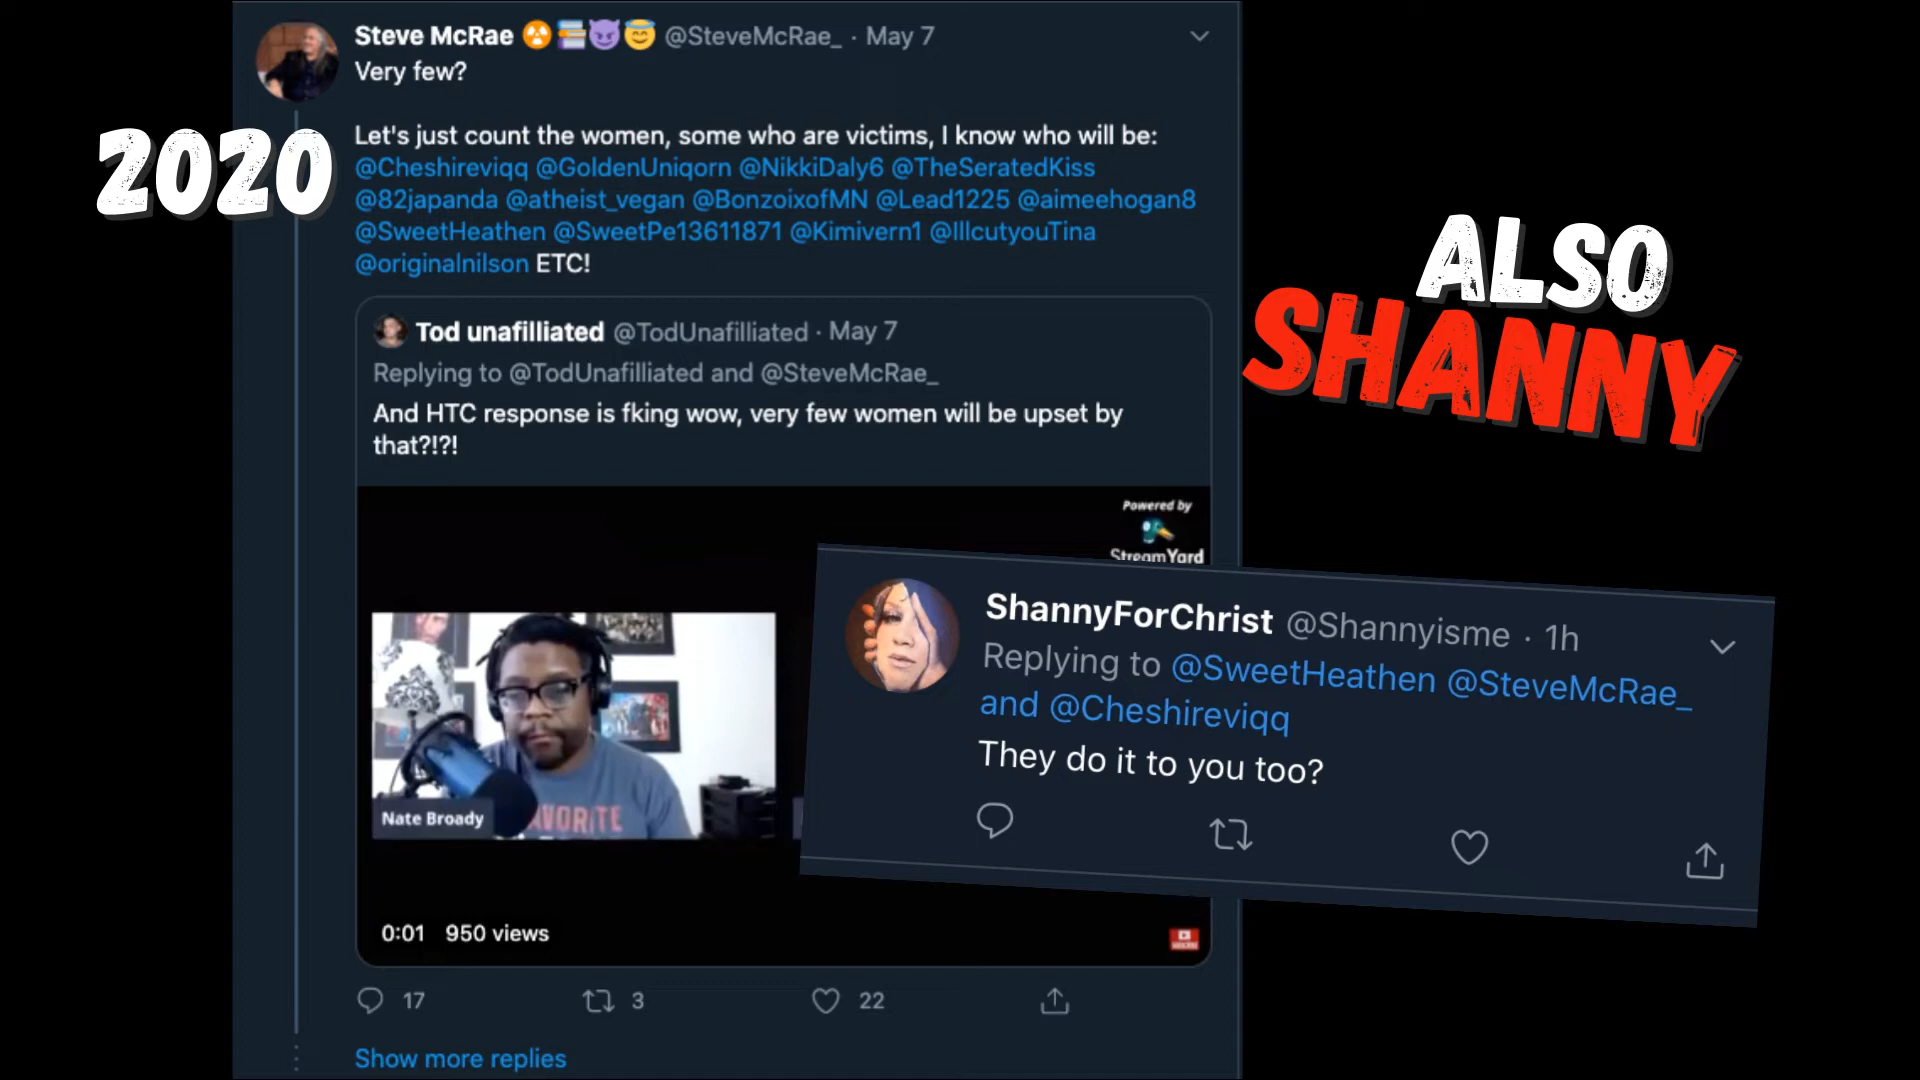 2020
Steve McRae ☢️📚😈😇 @SteveMcRae_ · May 7
Very few?
Let's just count the women, some who are victims, I know who will be:
@Cheshireviqq @GoldenUniqorn @NikkiDaly6 @TheSeratedKiss
@82japanda @atheist_vegan @BonzoixofMN @Lead1225 @aimeehogan8
@SweetHeathen @SweetPe13611871 @Kimivern1 @IllcutyouTina
@originalnilson ETC!
Tod unafilliated @TodUnafilliated · May 7
Replying to @TodUnafilliated and @SteveMcRae_
And HTC response is fking wow, very few women will be upset by
that?!?!
Powered by
StreamYard
AVORITE
Nate Broady
0:01 950 views
SUBSCRIBE
17 3 22
Show more replies
ALSO
SHANNY
ShannyForChrist @Shannyisme · 1h
Replying to @SweetHeathen @SteveMcRae_
and @Cheshireviqq
They do it to you too?